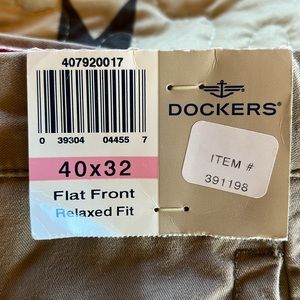 407920017
0 39304 04455 7
40x32
Flat Front
Relaxed Fit
DOCKERS®
ITEM #
391198